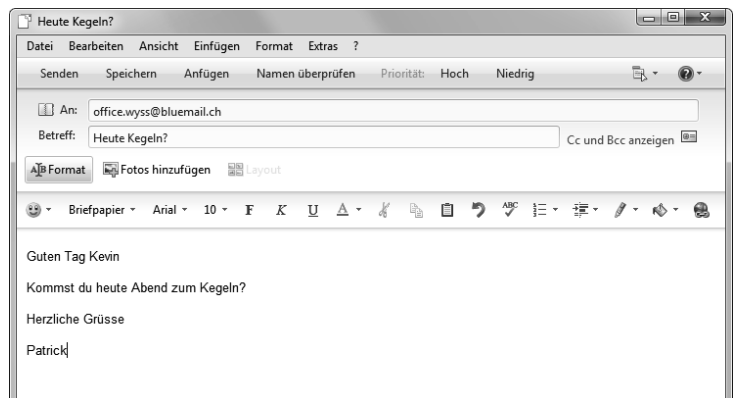 Heute Kegeln?
Datei Bearbeiten Ansicht Einfügen Format Extras ?
Senden Speichern Anfügen Namen überprüfen Priorität: Hoch Niedrig
An: office.wyss@bluemail.ch
Betreff: Heute Kegeln? Cc und Bcc anzeigen
Format Fotos hinzufügen Layout
Briefpapier Arial 10 F K U A ABC
Guten Tag Kevin
Kommst du heute Abend zum Kegeln?
Herzliche Grüsse
Patrick